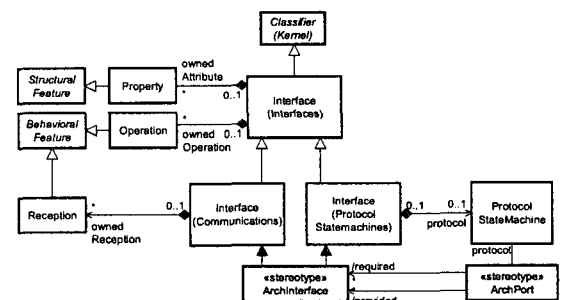 Classifier
(Kernel)
owned
Attribute
Structural
Feature
Property
*
0..1
Interface
(Interfaces)
Behavioral
Feature
Operation
*
0..1
owned
Operation
Reception
*
owned
Reception
0..1
Interface
(Communications)
Interface
(Protocol
Statemachines)
0..1
0..1
protocol
Protocol
StateMachine
protocol
«stereotype»
ArchInterface
/required
«stereotype»
ArchPort
/provided